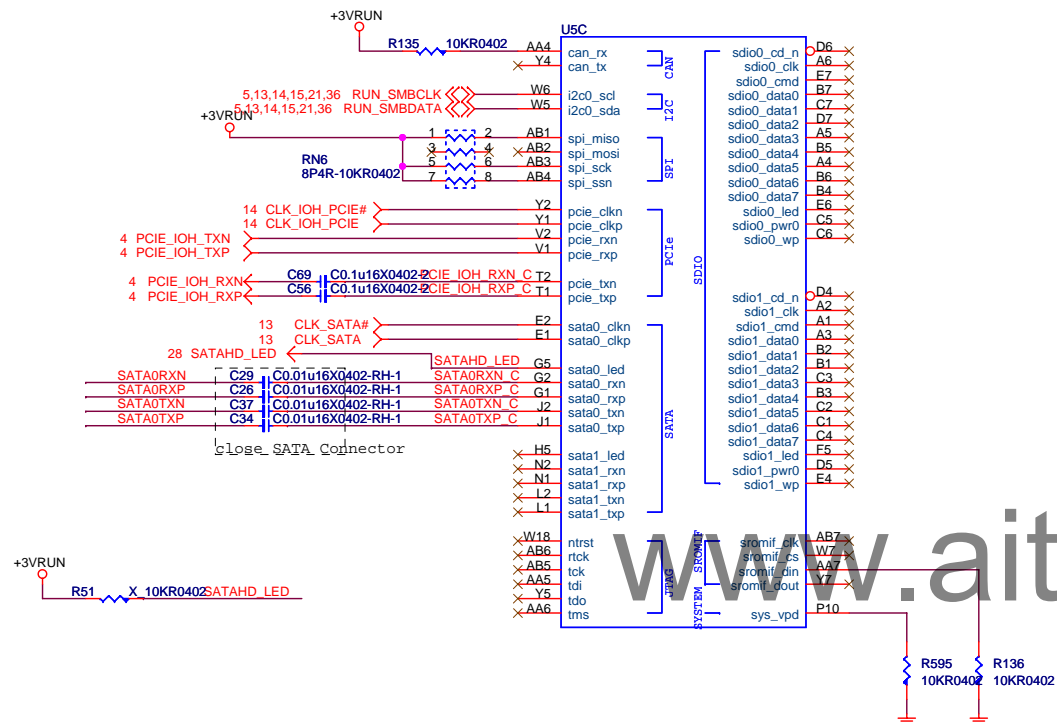 +3VRUN
R135 10KR0402
U5C
AA4 can_rx
Y4 can_tx
CAN
5,13,14,15,21,36 RUN_SMBCLK W6 i2c0_scl
5,13,14,15,21,36 RUN_SMBDATA W5 i2c0_sda
I2C
+3VRUN
1 2 AB1 spi_miso
3 4 AB2 spi_mosi
5 6 AB3 spi_sck
7 8 AB4 spi_ssn
RN6
8P4R-10KR0402
SPI
14 CLK_IOH_PCIE# Y2 pcie_clkn
14 CLK_IOH_PCIE Y1 pcie_clkp
4 PCIE_IOH_TXN V2 pcie_rxn
4 PCIE_IOH_TXP V1 pcie_rxp
4 PCIE_IOH_RXN C69 C0.1u16X0402-2 PCIE_IOH_RXN_C T2 pcie_txn
4 PCIE_IOH_RXP C56 C0.1u16X0402-2 PCIE_IOH_RXP_C T1 pcie_txp
PCIe
13 CLK_SATA# E2 sata0_clkn
13 CLK_SATA E1 sata0_clkp
28 SATAHD_LED SATAHD_LED G5 sata0_led
SATA0RXN C29 C0.01u16X0402-RH-1 SATA0RXN_C G2 sata0_rxn
SATA0RXP C26 C0.01u16X0402-RH-1 SATA0RXP_C G1 sata0_rxp
SATA0TXN C37 C0.01u16X0402-RH-1 SATA0TXN_C J2 sata0_txn
SATA0TXP C34 C0.01u16X0402-RH-1 SATA0TXP_C J1 sata0_txp
close SATA Connector
SATA
H5 sata1_led
N2 sata1_rxn
N1 sata1_rxp
L2 sata1_txn
L1 sata1_txp
W18 ntrst
AB6 rtck
AB5 tck
AA5 tdi
Y5 tdo
AA6 tms
JTAG
+3VRUN
R51 X_10KR0402 SATAHD_LED
sdio0_cd_n D6
sdio0_clk A6
sdio0_cmd E7
sdio0_data0 B7
sdio0_data1 C7
sdio0_data2 D7
sdio0_data3 A5
sdio0_data4 B5
sdio0_data5 A4
sdio0_data6 B6
sdio0_data7 B4
sdio0_led E6
sdio0_pwr0 C5
sdio0_wp C6
SDIO
sdio1_cd_n D4
sdio1_clk A2
sdio1_cmd A1
sdio1_data0 A3
sdio1_data1 B2
sdio1_data2 B1
sdio1_data3 C3
sdio1_data4 B3
sdio1_data5 C2
sdio1_data6 C1
sdio1_data7 C4
sdio1_led F5
sdio1_pwr0 D5
sdio1_wp E4
sromif_clk AB7
sromif_cs W7
sromif_din AA7
sromif_dout Y7
SROMIF
sys_vpd P10
SYSTEM
R595
10KR0402
R136
10KR0402
www.ait